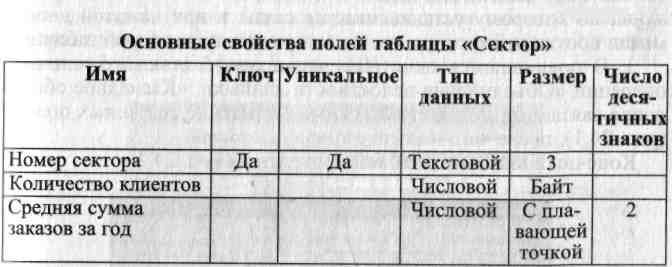 Основные свойства полей таблицы «Сектор»
Имя Ключ Уникальное Тип данных Размер Число деся-тичных знаков
Номер сектора Да Да Текстовой 3
Количество клиентов Числовой Байт
Средняя сумма заказов за год Числовой С пла-вающей точкой 2